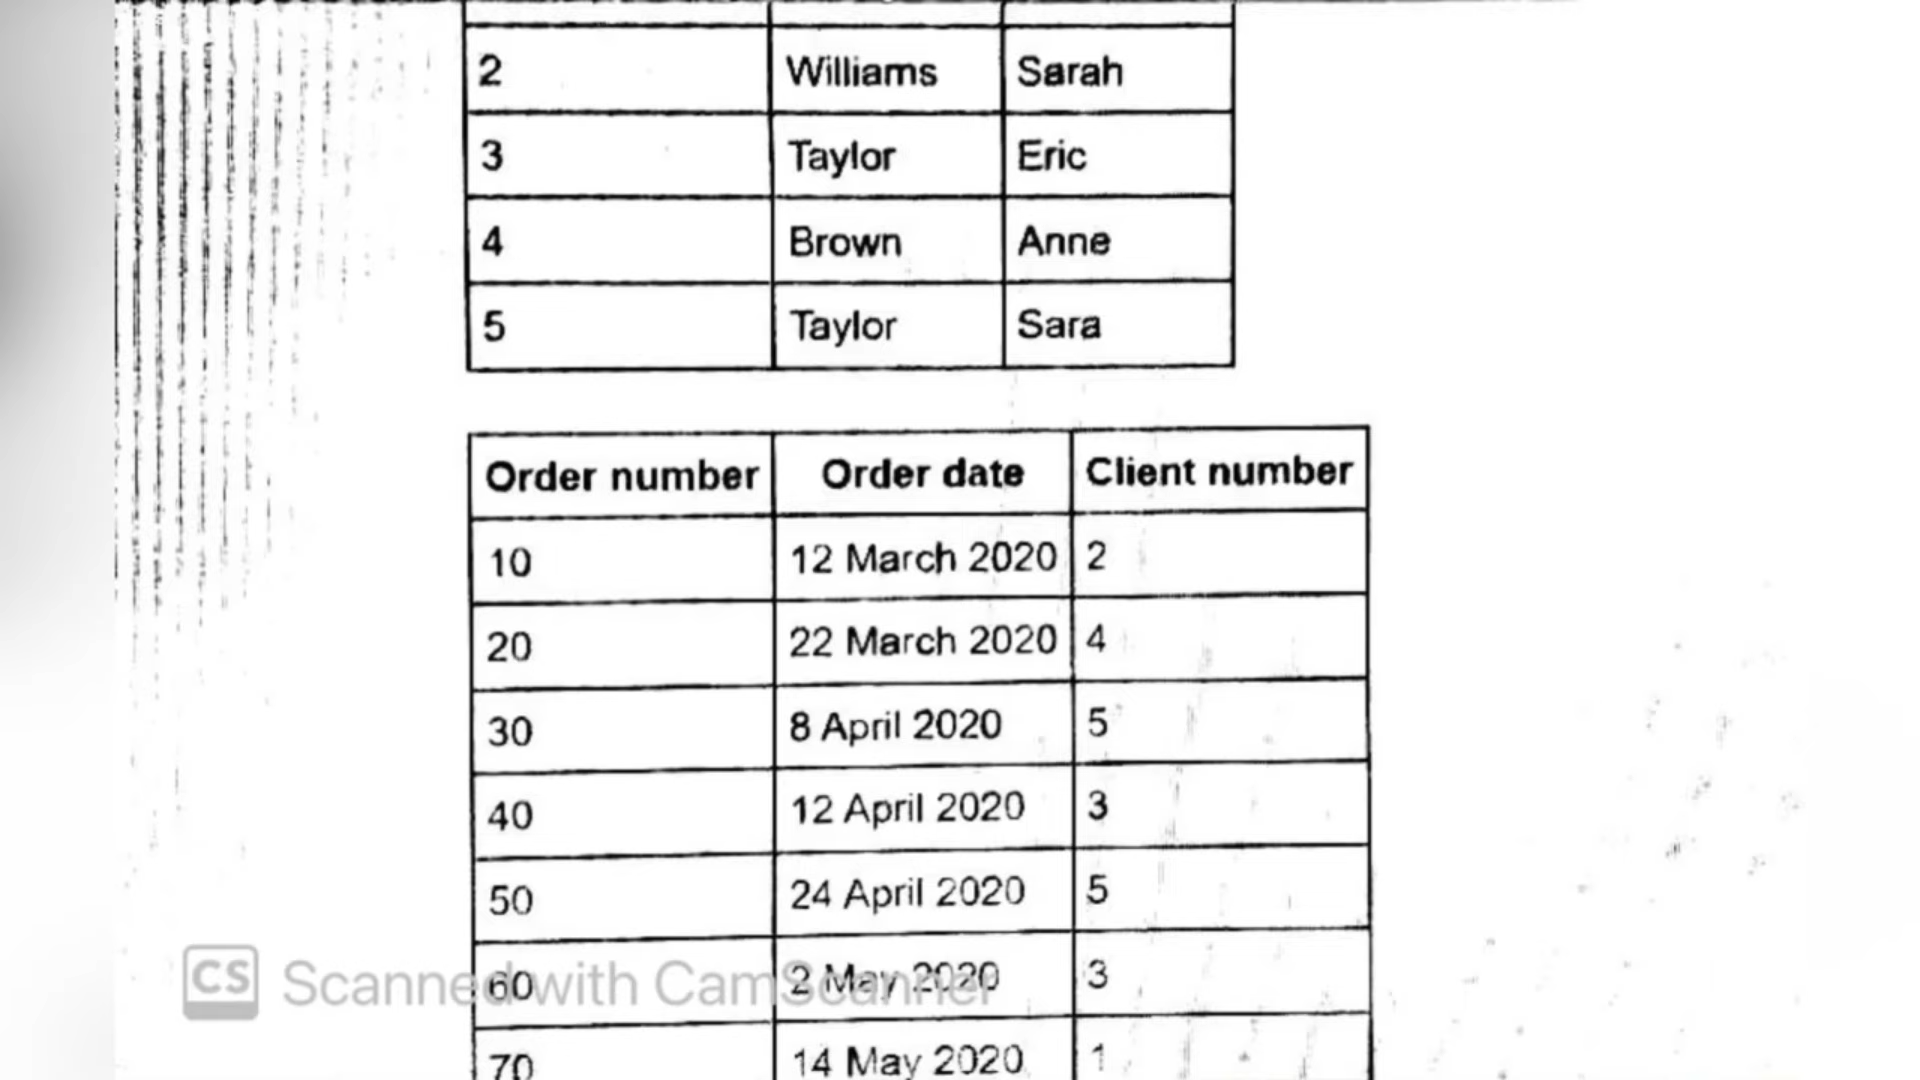 2 Williams Sarah
3 Taylor Eric
4 Brown Anne
5 Taylor Sara
Order number Order date Client number
10 12 March 2020 2
20 22 March 2020 4
30 8 April 2020 5
40 12 April 2020 3
50 24 April 2020 5
60 2 May 2020 3
CS Scanned with CamScanner
70 14 May 2020 1